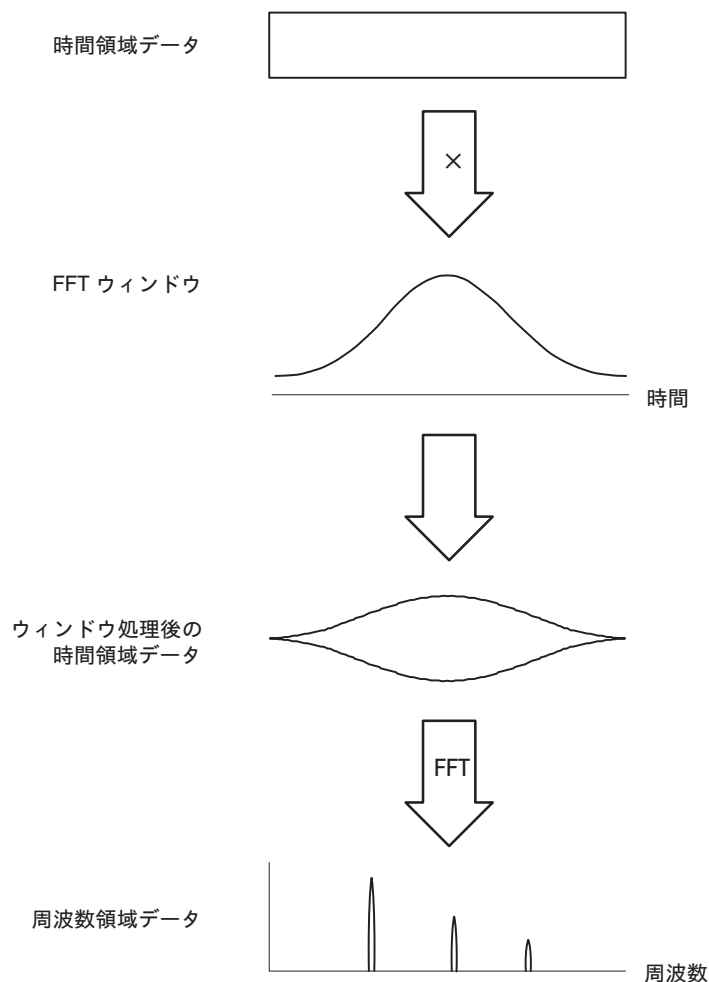 時間領域データ
×
FFT ウィンドウ
時間
ウィンドウ処理後の
時間領域データ
FFT
周波数領域データ
周波数